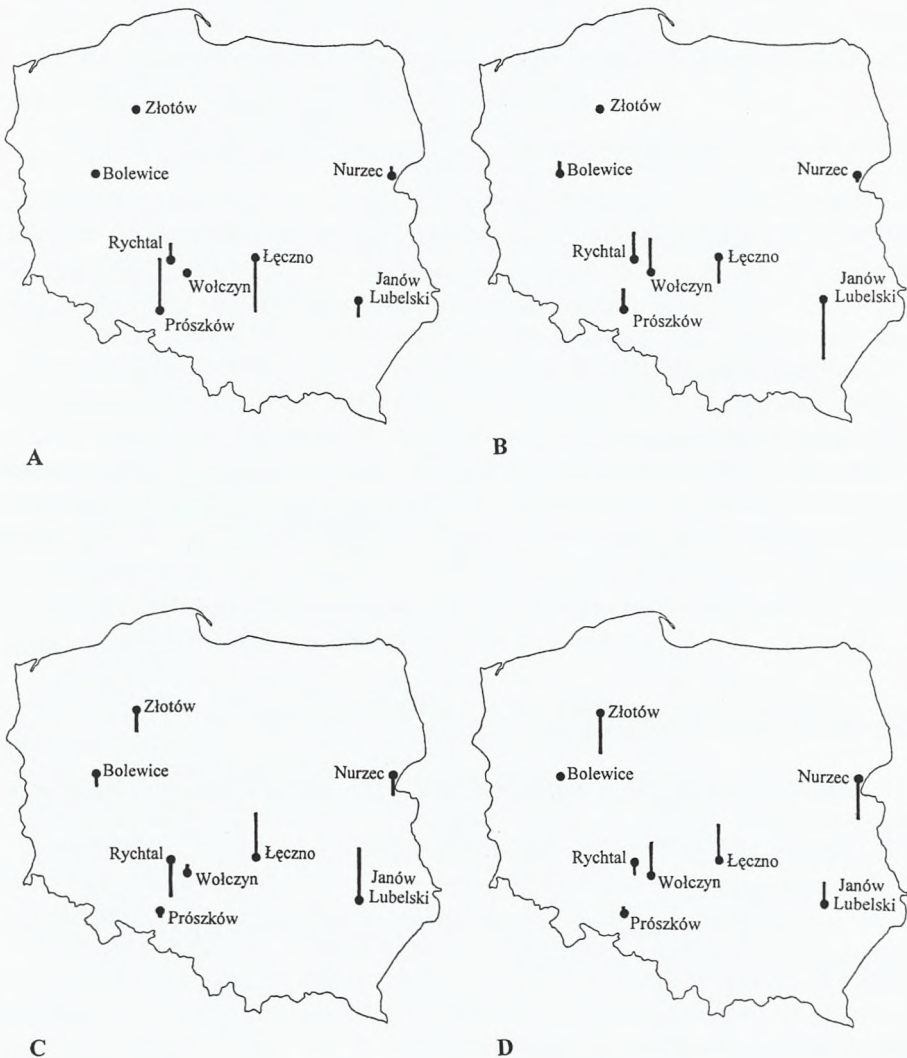 Złotów
Bolewice
Nurzec
Rychtal
Łęczno
Wołczyn
Janów
Lubelski
Prószków
A
Złotów
Bolewice
Nurzec
Rychtal
Łęczno
Wołczyn
Janów
Lubelski
Prószków
B
Złotów
Bolewice
Nurzec
Rychtal
Łęczno
Wołczyn
Janów
Lubelski
Prószków
C
Złotów
Bolewice
Nurzec
Rychtal
Łęczno
Wołczyn
Janów
Lubelski
Prószków
D